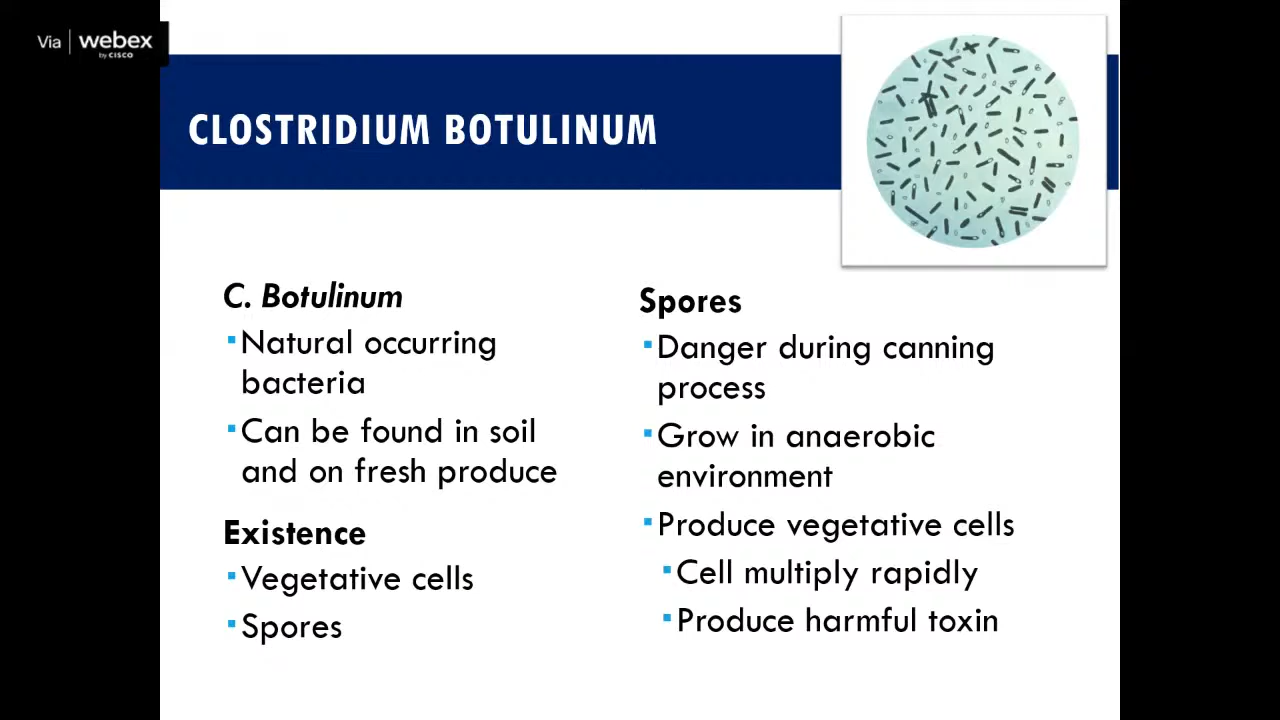 Via | webex
by CISCO
CLOSTRIDIUM BOTULINUM
C. Botulinum
▪Natural occurring
bacteria
▪Can be found in soil
and on fresh produce
Existence
▪Vegetative cells
▪Spores
Spores
▪Danger during canning
process
▪Grow in anaerobic
environment
▪Produce vegetative cells
▪Cell multiply rapidly
▪Produce harmful toxin